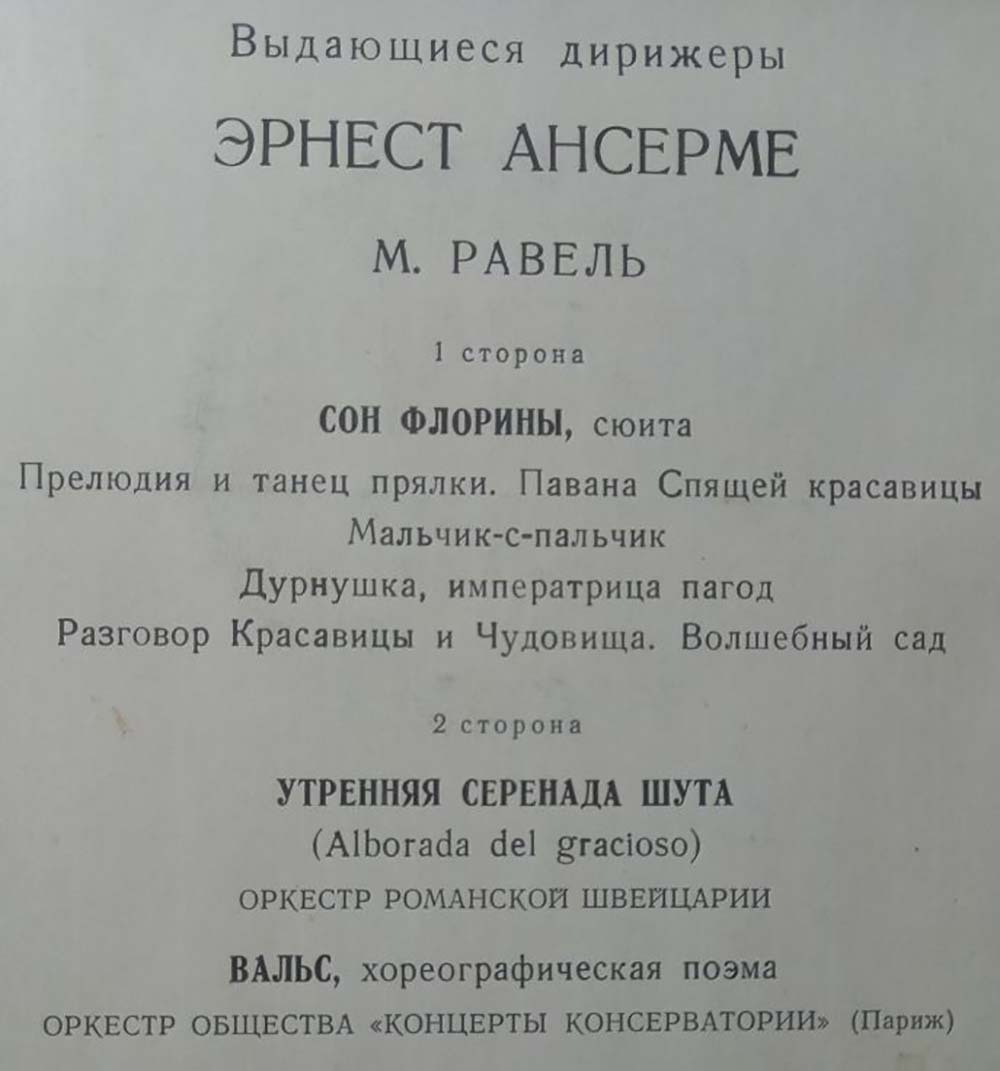 Выдающиеся дирижеры
ЭРНЕСТ АНСЕРМЕ
М. РАВЕЛЬ
1 сторона
СОН ФЛОРИНЫ, сюита
Прелюдия и танец прялки. Павана Спящей красавицы
Мальчик-с-пальчик
Дурнушка, императрица пагод
Разговор Красавицы и Чудовища. Волшебный сад
2 сторона
УТРЕННЯЯ СЕРЕНАДА ШУТА
(Alborada del gracioso)
ОРКЕСТР РОМАНСКОЙ ШВЕЙЦАРИИ
ВАЛЬС, хореографическая поэма
ОРКЕСТР ОБЩЕСТВА «КОНЦЕРТЫ КОНСЕРВАТОРИИ» (Париж)